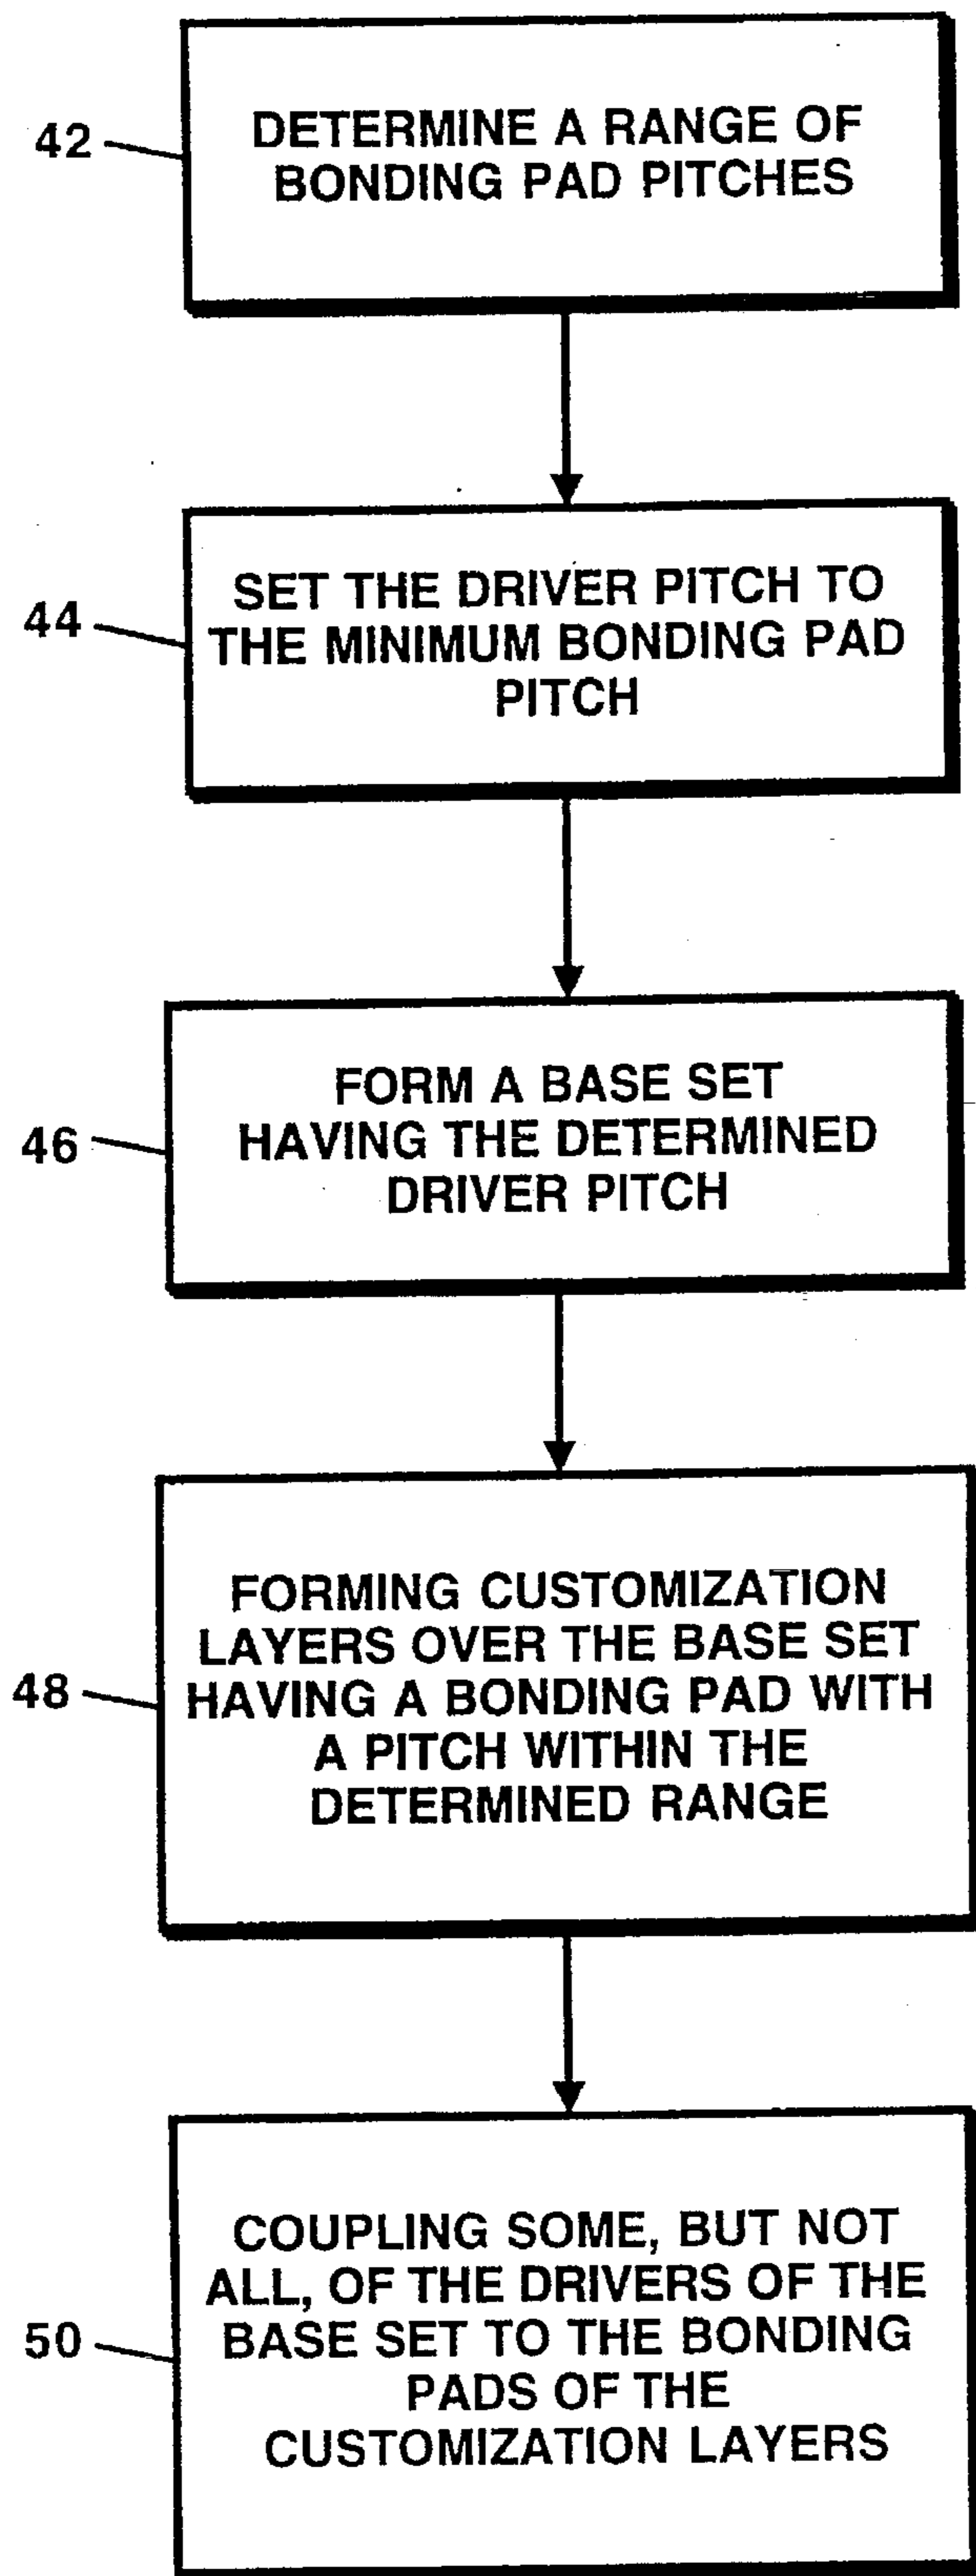 42
DETERMINE A RANGE OF
BONDING PAD PITCHES
44
SET THE DRIVER PITCH TO
THE MINIMUM BONDING PAD
PITCH
46
FORM A BASE SET
HAVING THE DETERMINED
DRIVER PITCH
48
FORMING CUSTOMIZATION
LAYERS OVER THE BASE SET
HAVING A BONDING PAD WITH
A PITCH WITHIN THE
DETERMINED RANGE
50
COUPLING SOME, BUT NOT
ALL, OF THE DRIVERS OF THE
BASE SET TO THE BONDING
PADS OF THE
CUSTOMIZATION LAYERS